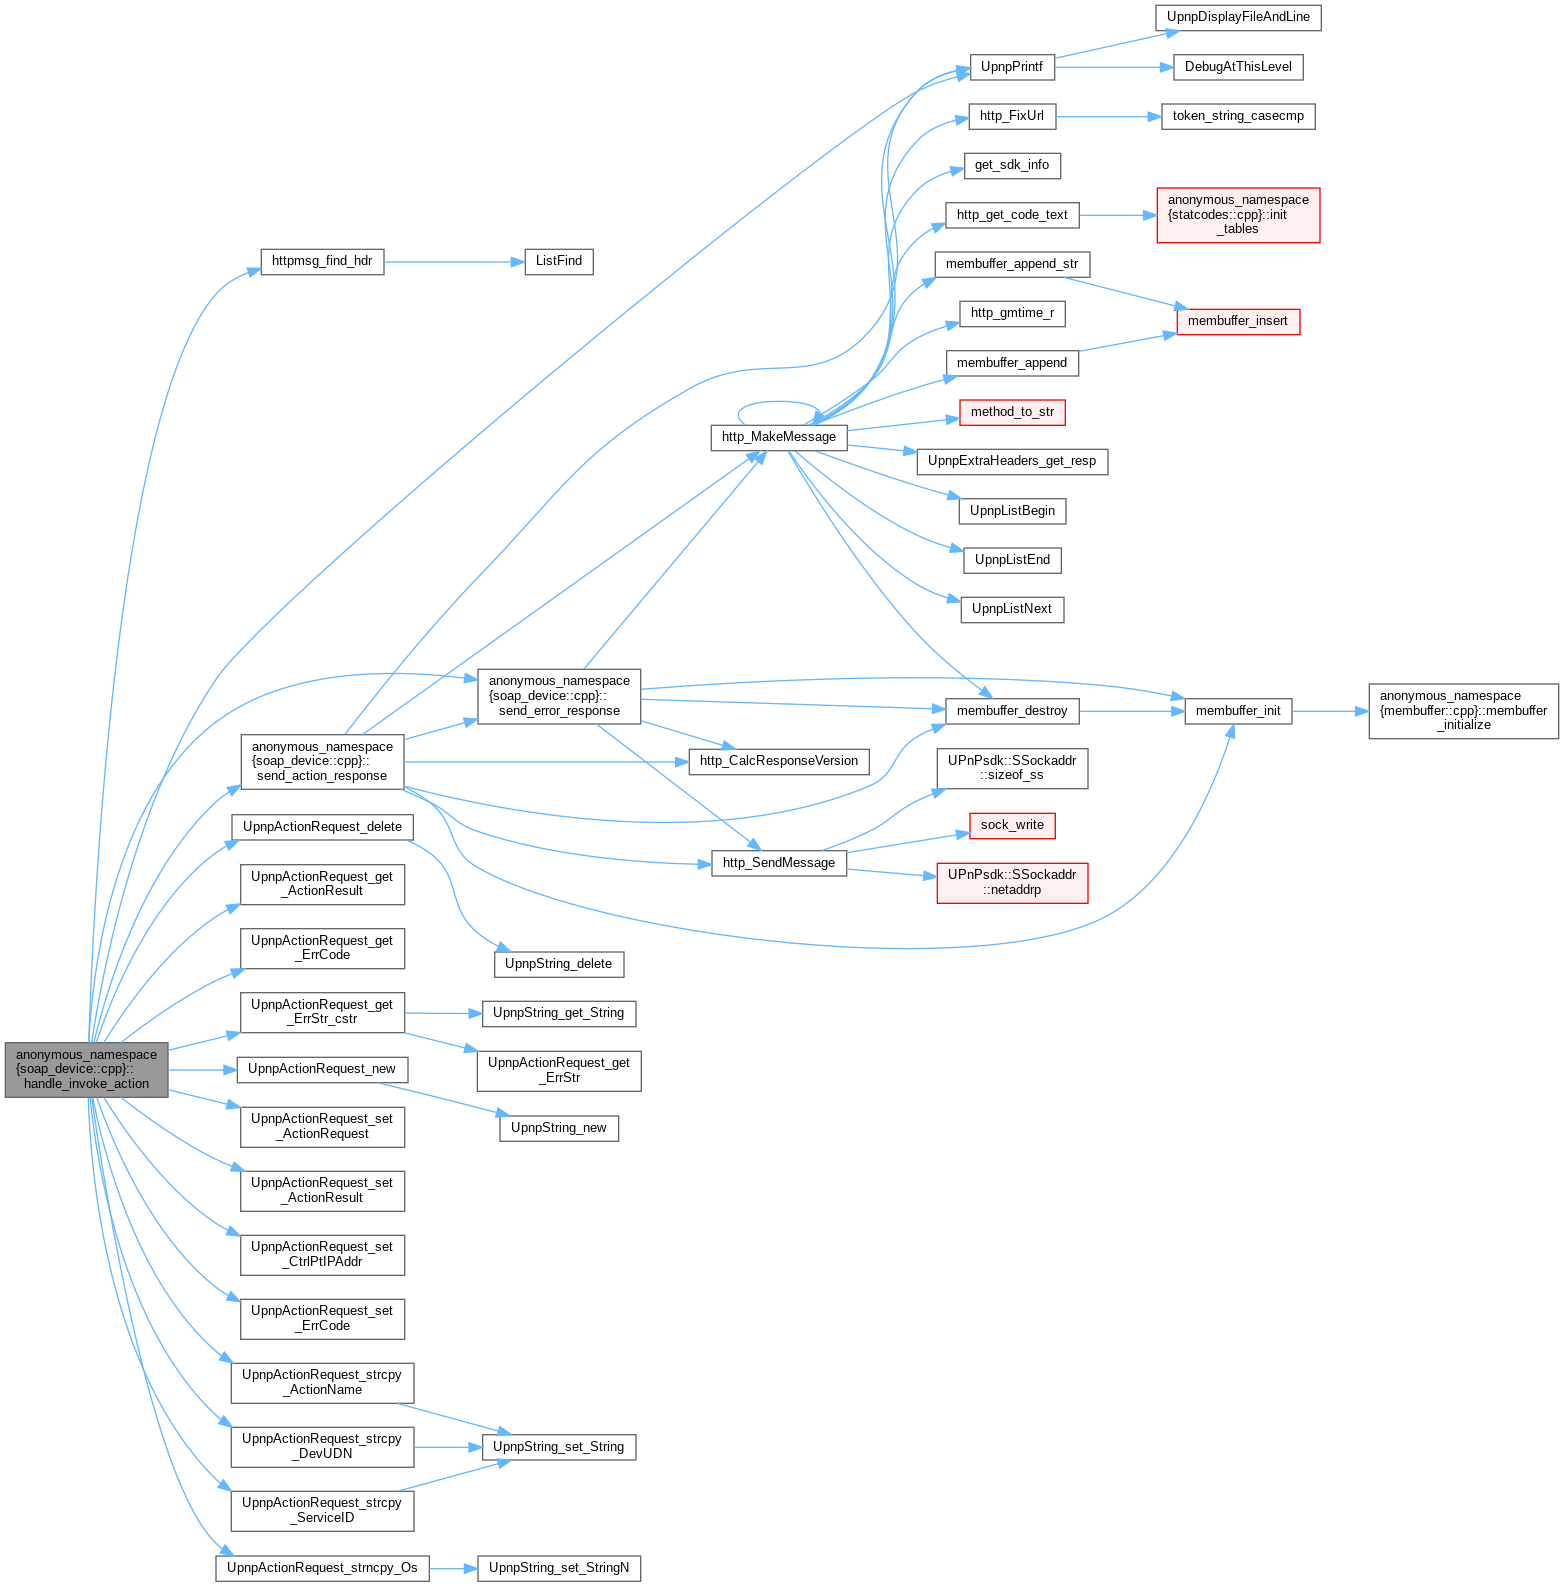 UpnpDisplayFileAndLine
UpnpPrintf
DebugAtThisLevel
http_FixUrl
token_string_casecmp
get_sdk_info
http_get_code_text
anonymous_namespace
{statcodes::cpp}::init
_tables
httpmsg_find_hdr
ListFind
membuffer_append_str
http_gmtime_r
membuffer_insert
membuffer_append
method_to_str
http_MakeMessage
UpnpExtraHeaders_get_resp
UpnpListBegin
UpnpListEnd
UpnpListNext
anonymous_namespace
{soap_device::cpp}::
send_error_response
membuffer_destroy
membuffer_init
anonymous_namespace
{membuffer::cpp}::membuffer
_initialize
anonymous_namespace
{soap_device::cpp}::
send_action_response
http_CalcResponseVersion
UPnPsdk::SSockaddr
::sizeof_ss
UpnpActionRequest_delete
sock_write
http_SendMessage
UPnPsdk::SSockaddr
::netaddrp
UpnpActionRequest_get
_ActionResult
UpnpActionRequest_get
_ErrCode
UpnpString_delete
UpnpActionRequest_get
_ErrStr_cstr
UpnpString_get_String
anonymous_namespace
{soap_device::cpp}::
handle_invoke_action
UpnpActionRequest_new
UpnpActionRequest_get
_ErrStr
UpnpActionRequest_set
_ActionRequest
UpnpString_new
UpnpActionRequest_set
_ActionResult
UpnpActionRequest_set
_CtrlPtIPAddr
UpnpActionRequest_set
_ErrCode
UpnpActionRequest_strcpy
_ActionName
UpnpActionRequest_strcpy
_DevUDN
UpnpString_set_String
UpnpActionRequest_strcpy
_ServiceID
UpnpActionRequest_strncpy_Os
UpnpString_set_StringN